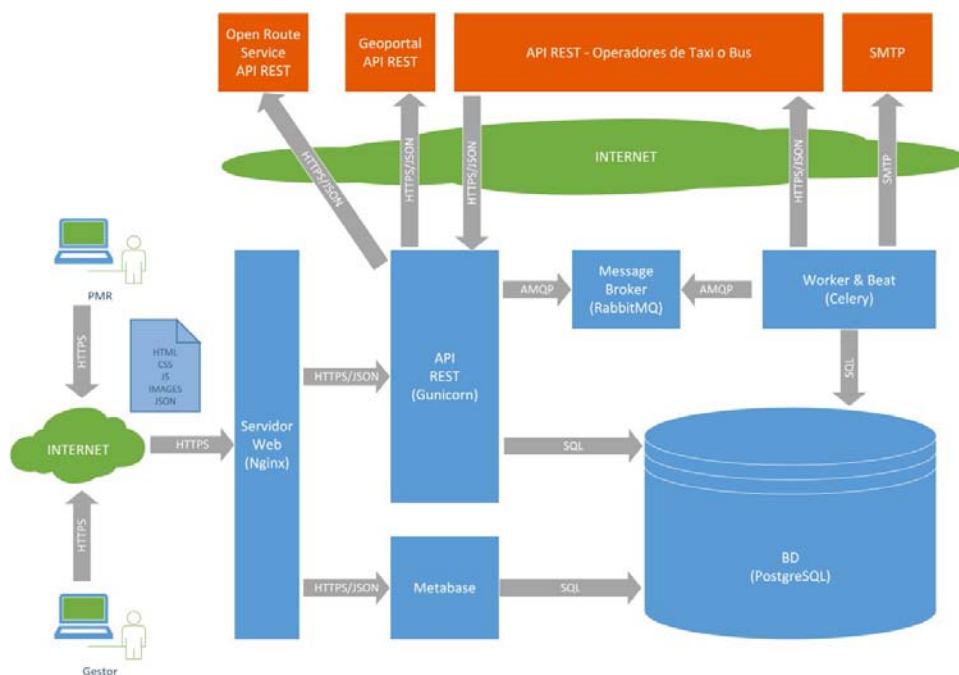 Open Route
Service
API REST
Geoportal
API REST
API REST - Operadores de Taxi o Bus
SMTP
INTERNET
HTTPS/JSON
HTTPS/JSON
HTTPS/JSON
HTTPS/JSON
SMTP
PMR
HTTPS
HTML
CSS
JS
IMAGES
JSON
INTERNET
HTTPS
HTTPS
Gestor
Servidor
Web
(Nginx)
HTTPS/JSON
HTTPS/JSON
API
REST
(Gunicorn)
Metabase
AMQP
Message
Broker
(RabbitMQ)
AMQP
Worker & Beat
(Celery)
SQL
SQL
SQL
BD
(PostgreSQL)